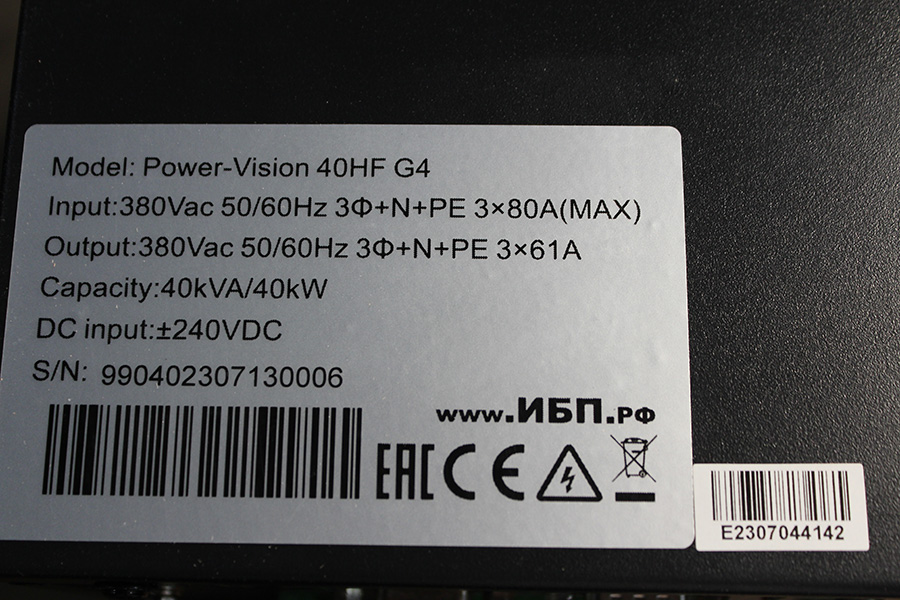 Model: Power-Vision 40HF G4
Input:380Vac 50/60Hz 3Ф+N+PE 3×80A(MAX)
Output:380Vac 50/60Hz 3Ф+N+PE 3×61A
Capacity:40kVA/40kW
DC input:±240VDC
S/N: 990402307130006
www.ИБП.РФ
EAC CE
E2307044142